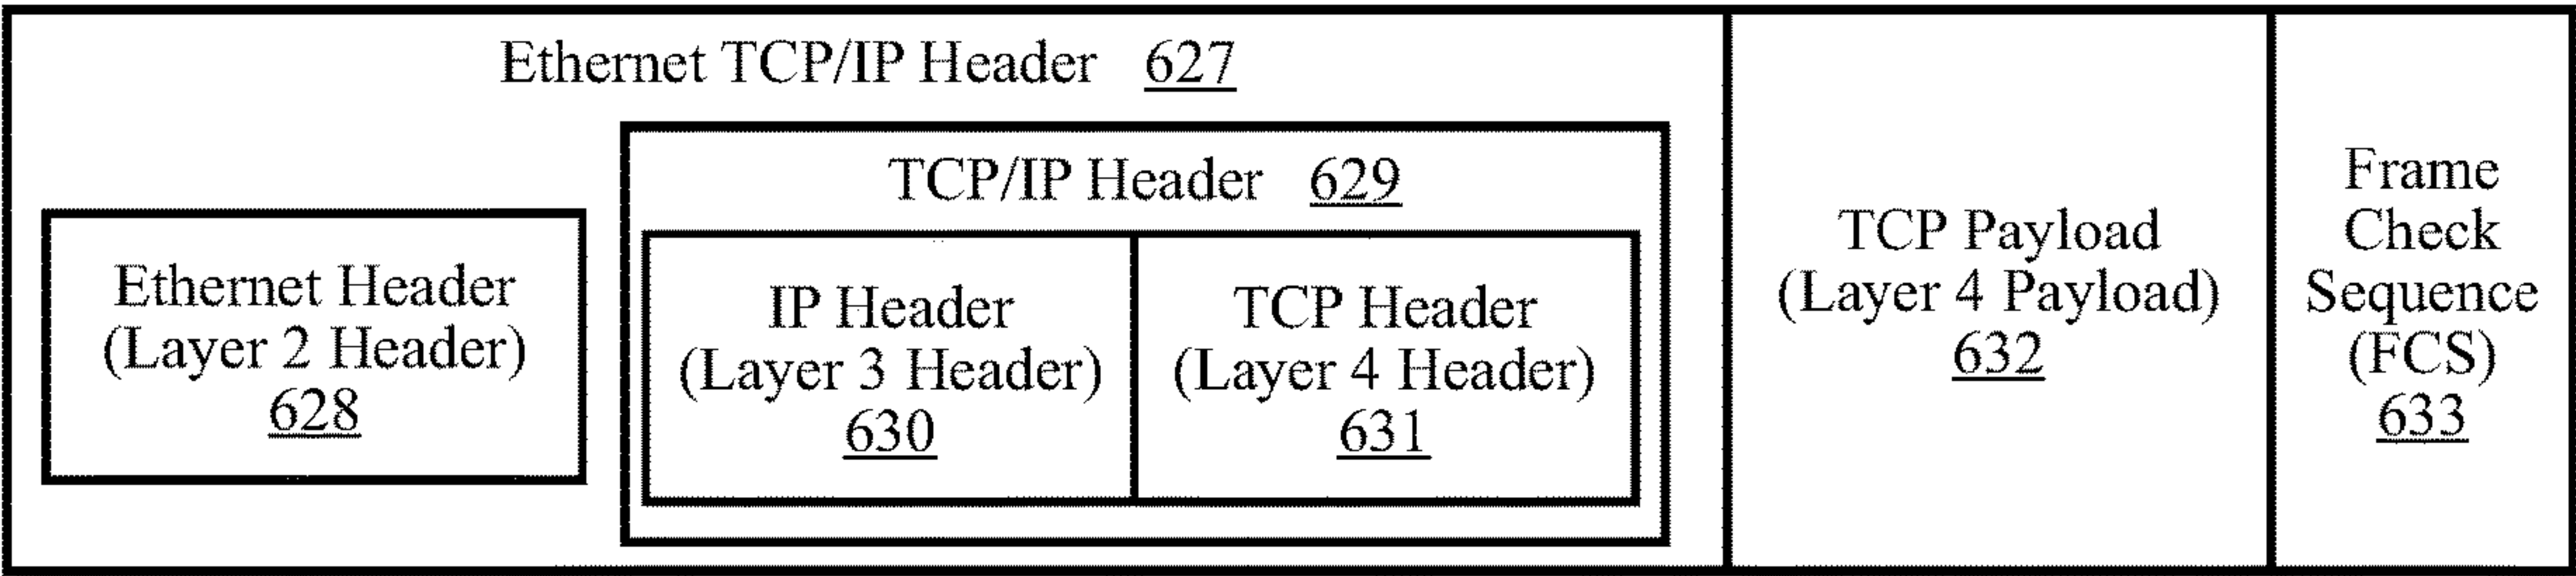 Ethernet TCP/IP Header 627
TCP/IP Header 629
Ethernet Header
(Layer 2 Header)
628
IP Header
(Layer 3 Header)
630
TCP Header
(Layer 4 Header)
631
TCP Payload
(Layer 4 Payload)
632
Frame
Check
Sequence
(FCS)
633